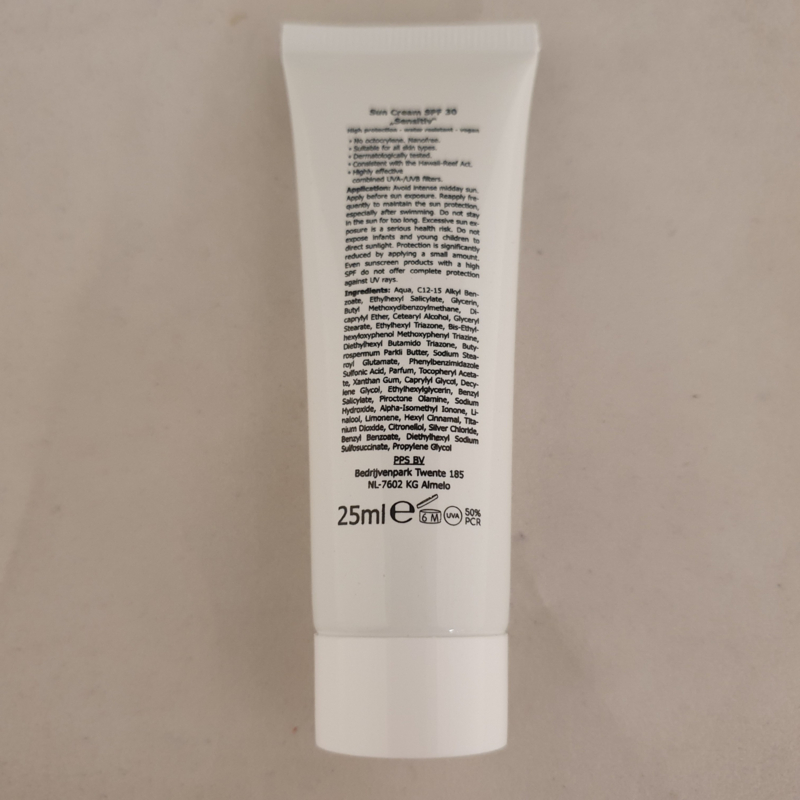 Sun Cream SPF 30
„Sensitiv"
High protection - water resistant - vegan
• No octocrylene. Nanofree.
• Suitable for all skin types.
• Dermatologically tested.
• Consistent with the Hawaii-Reef Act.
• Highly effective
combined UVA-/UVB filters.
Application: Avoid intense midday sun.
Apply before sun exposure. Reapply fre-
quently to maintain the sun protection,
especially after swimming. Do not stay
in the sun for too long. Excessive sun ex-
posure is a serious health risk. Do not
expose infants and young children to
direct sunlight. Protection is significantly
reduced by applying a small amount.
Even sunscreen products with a high
SPF do not offer complete protection
against UV rays.
Ingredients: Aqua, C12-15 Alkyl Ben-
zoate, Ethylhexyl Salicylate, Glycerin,
Butyl Methoxydibenzoylmethane, Di-
caprylyl Ether, Cetearyl Alcohol, Glyceryl
Stearate, Ethylhexyl Triazone, Bis-Ethyl-
hexyloxyphenol Methoxyphenyl Triazine,
Diethylhexyl Butamido Triazone, Buty-
rospermum Parkii Butter, Sodium Stea-
royl Glutamate, Phenylbenzimidazole
Sulfonic Acid, Parfum, Tocopheryl Aceta-
te, Xanthan Gum, Caprylyl Glycol, Decy-
lene Glycol, Ethylhexylglycerin, Benzyl
Salicylate, Piroctone Olamine, Sodium
Hydroxide, Alpha-Isomethyl Ionone, Li-
nalool, Limonene, Hexyl Cinnamal, Tita-
nium Dioxide, Citronellol, Silver Chloride,
Benzyl Benzoate, Diethylhexyl Sodium
Sulfosuccinate, Propylene Glycol
PPS BV
Bedrijvenpark Twente 185
NL-7602 KG Almelo
25ml e 6 M UVA 50%
PCR